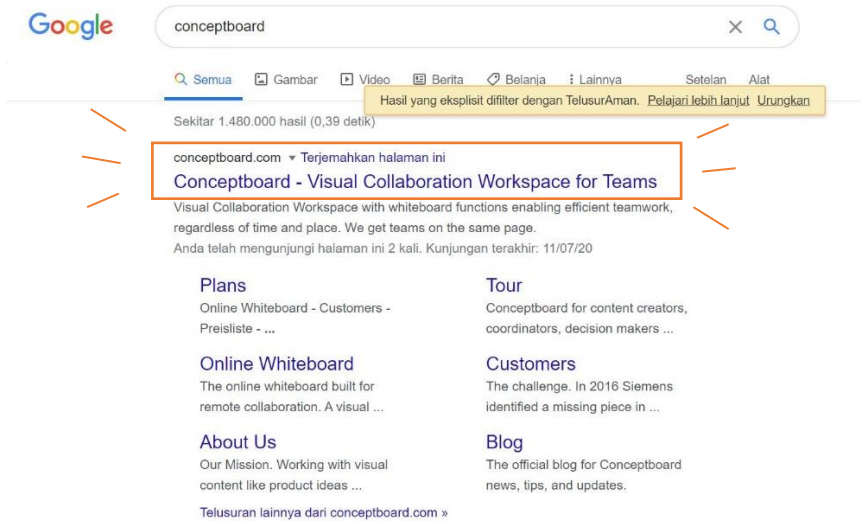 Google
conceptboard
Semua Gambar Video Berita Belanja Lainnya Setelan Alat
Hasil yang eksplisit difilter dengan TelusurAman. Pelajari lebih lanjut Urungkan
Sekitar 1.480.000 hasil (0,39 detik)
conceptboard.com Terjemahkan halaman ini
Conceptboard - Visual Collaboration Workspace for Teams
Visual Collaboration Workspace with whiteboard functions enabling efficient teamwork,
regardless of time and place. We get teams on the same page.
Anda telah mengunjungi halaman ini 2 kali. Kunjungan terakhir: 11/07/20
Plans
Online Whiteboard - Customers -
Preisliste - ...
Tour
Conceptboard for content creators,
coordinators, decision makers ...
Online Whiteboard
The online whiteboard built for
remote collaboration. A visual ...
Customers
The challenge. In 2016 Siemens
identified a missing piece in ...
About Us
Our Mission. Working with visual
content like product ideas ...
Blog
The official blog for Conceptboard
news, tips, and updates.
Telusuran lainnya dari conceptboard.com »